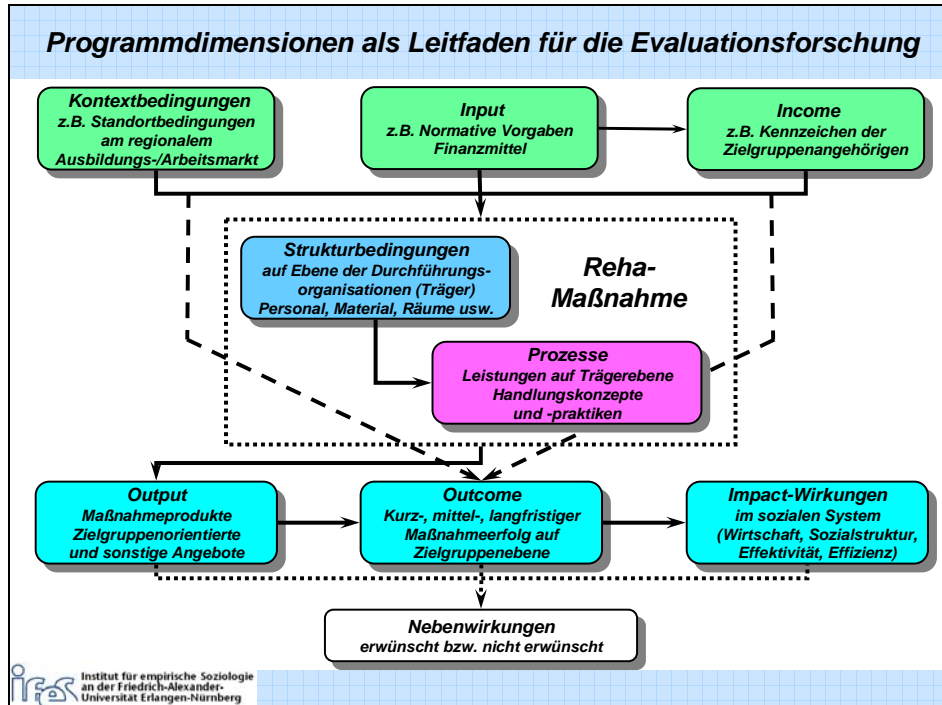 Programmdimensionen als Leitfaden für die Evaluationsforschung
Kontextbedingungen
z.B. Standortbedingungen
am regionalem
Ausbildungs-/Arbeitsmarkt
Input
z.B. Normative Vorgaben
Finanzmittel
Income
z.B. Kennzeichen der
Zielgruppenangehörigen
Strukturbedingungen
auf Ebene der Durchführungs-
organisationen (Träger)
Personal, Material, Räume usw.
Reha-
Maßnahme
Prozesse
Leistungen auf Trägerebene
Handlungskonzepte
und -praktiken
Output
Maßnahmeprodukte
Zielgruppenorientierte
und sonstige Angebote
Outcome
Kurz-, mittel-, langfristiger
Maßnahmeerfolg auf
Zielgruppenebene
Impact-Wirkungen
im sozialen System
(Wirtschaft, Sozialstruktur,
Effektivität, Effizienz)
Nebenwirkungen
erwünscht bzw. nicht erwünscht
ifes
Institut für empirische Soziologie
an der Friedrich-Alexander-
Universität Erlangen-Nürnberg